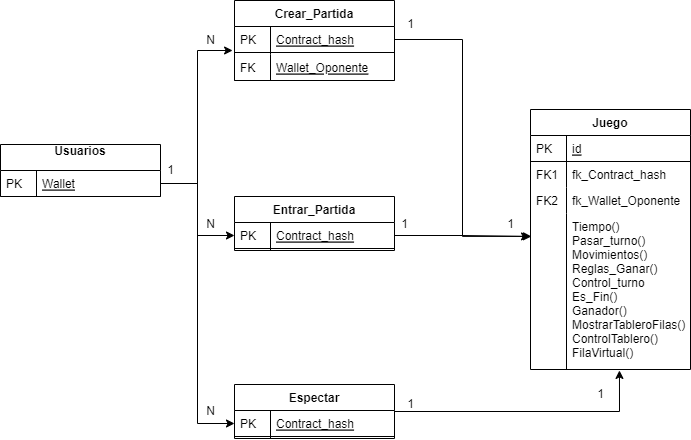 Crear_Partida
PK Contract_hash
FK Wallet_Oponente
N
1
Usuarios
PK Wallet
1
Entrar_Partida
PK Contract_hash
N
1
1
Juego
PK id
FK1 fk_Contract_hash
FK2 fk_Wallet_Oponente
Tiempo()
Pasar_turno()
Movimientos()
Reglas_Ganar()
Control_turno
Es_Fin()
Ganador()
MostrarTableroFilas()
ControlTablero()
FilaVirtual()
Espectar
PK Contract_hash
N
1
1